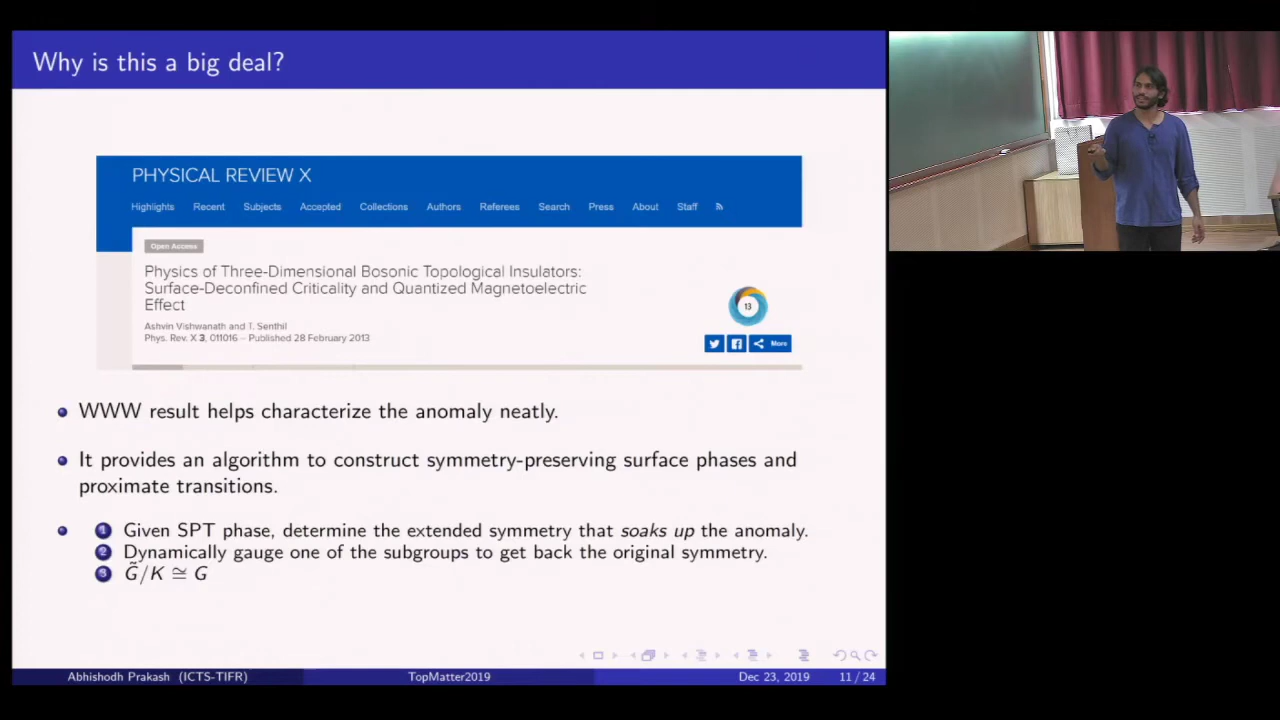 Why is this a big deal?
PHYSICAL REVIEW X
Highlights Recent Subjects Accepted Collections Authors Referees Search Press About Staff
Open Access
Physics of Three-Dimensional Bosonic Topological Insulators:
Surface-Deconfined Criticality and Quantized Magnetoelectric
Effect
Ashvin Vishwanath and T. Senthil
Phys. Rev. X 3, 011016 – Published 28 February 2013
13
More
WWW result helps characterize the anomaly neatly.
It provides an algorithm to construct symmetry-preserving surface phases and
proximate transitions.
1 Given SPT phase, determine the extended symmetry that soaks up the anomaly.
2 Dynamically gauge one of the subgroups to get back the original symmetry.
3 G̃/K ≅ G
Abhishodh Prakash (ICTS-TIFR) TopMatter2019 Dec 23, 2019 11 / 24